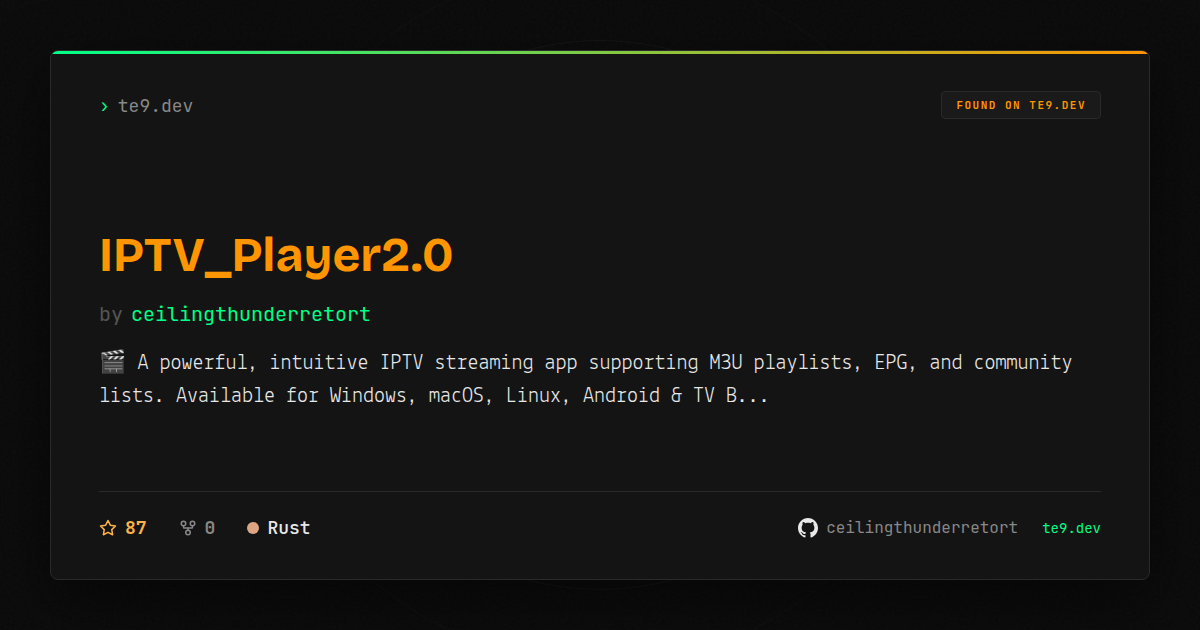 › te9.dev
FOUND ON TE9.DEV
IPTV_Player2.0
by ceilingthunderretort
🎬 A powerful, intuitive IPTV streaming app supporting M3U playlists, EPG, and community
lists. Available for Windows, macOS, Linux, Android & TV B...
87 0 Rust ceilingthunderretort te9.dev